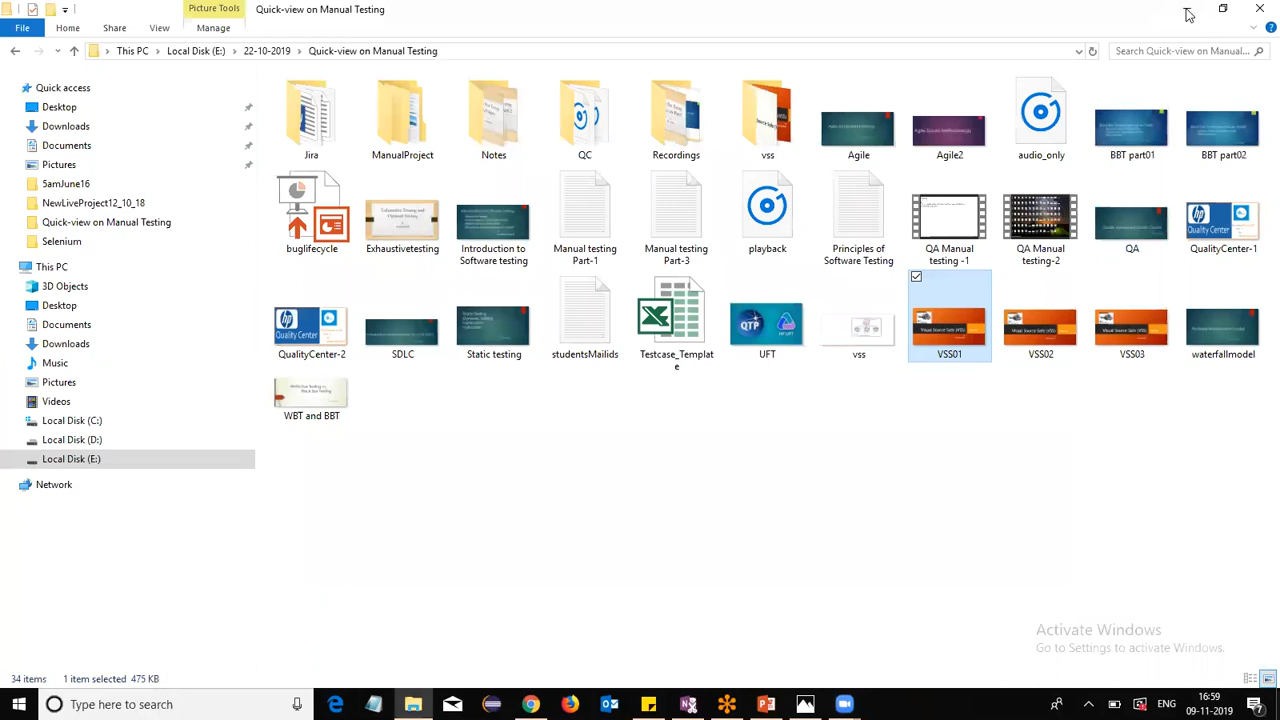 Picture Tools
Quick-view on Manual Testing
File
Home
Share
View
Manage
This PC
Local Disk (E:)
22-10-2019
Quick-view on Manual Testing
Search Quick-view on Manual...
Quick access
Desktop
Downloads
Documents
Pictures
5amJune16
NewLiveProject12_10_18
Quick-view on Manual Testing
Selenium
This PC
3D Objects
Desktop
Documents
Downloads
Music
Pictures
Videos
Local Disk (C:)
Local Disk (D:)
Local Disk (E:)
Network
Jira
ManualProject
Notes
QC
Recordings
vss
Agile
Agile2
audio_only
BBT part01
BBT part02
buglifecycle
Exhaustivetesting
Introduction to
Software testing
Manual testing
Part-1
Manual testing
Part-3
playback
Principles of
Software Testing
QA Manual
testing -1
QA Manual
testing-2
QA
QualityCenter-1
QualityCenter-2
SDLC
Static testing
studentsMailids
Testcase_Templat
e
UFT
vss
VSS01
VSS02
VSS03
waterfallmodel
WBT and BBT
Activate Windows
Go to Settings to activate Windows.
34 items
1 item selected 475 KB
Type here to search
ENG
16:59
09-11-2019